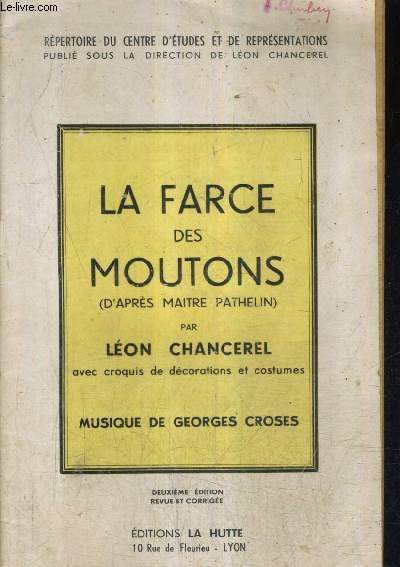 Le-livre.com
RÉPERTOIRE DU CENTRE D'ÉTUDES ET DE REPRÉSENTATIONS
PUBLIÉ SOUS LA DIRECTION DE LÉON CHANCEREL
LA FARCE
DES
MOUTONS
(D'APRÈS MAITRE PATHELIN)
PAR
LÉON CHANCEREL
avec croquis de décorations et costumes
MUSIQUE DE GEORGES CROSES
DEUXIÈME ÉDITION
REVUE ET CORRIGÉE
ÉDITIONS LA HUTTE
10 Rue de Fleurieu - LYON